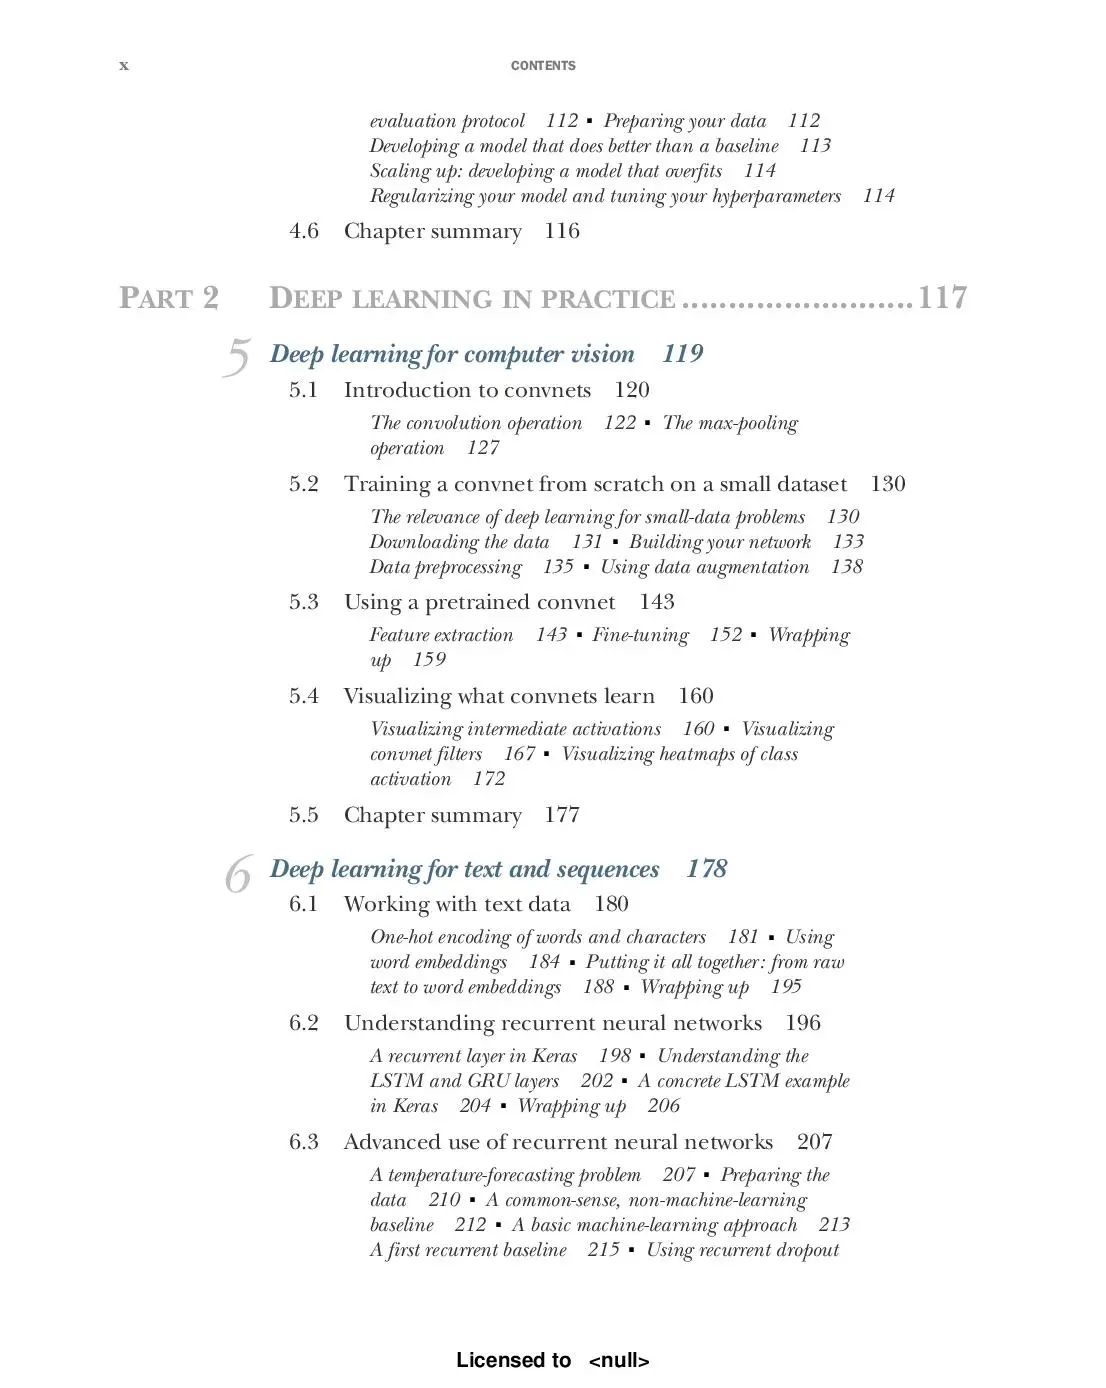 x CONTENTS
evaluation protocol 112 ▪ Preparing your data 112
Developing a model that does better than a baseline 113
Scaling up: developing a model that overfits 114
Regularizing your model and tuning your hyperparameters 114
4.6 Chapter summary 116
PART 2 DEEP LEARNING IN PRACTICE .........................117
5 Deep learning for computer vision 119
5.1 Introduction to convnets 120
The convolution operation 122 ▪ The max-pooling
operation 127
5.2 Training a convnet from scratch on a small dataset 130
The relevance of deep learning for small-data problems 130
Downloading the data 131 ▪ Building your network 133
Data preprocessing 135 ▪ Using data augmentation 138
5.3 Using a pretrained convnet 143
Feature extraction 143 ▪ Fine-tuning 152 ▪ Wrapping
up 159
5.4 Visualizing what convnets learn 160
Visualizing intermediate activations 160 ▪ Visualizing
convnet filters 167 ▪ Visualizing heatmaps of class
activation 172
5.5 Chapter summary 177
6 Deep learning for text and sequences 178
6.1 Working with text data 180
One-hot encoding of words and characters 181 ▪ Using
word embeddings 184 ▪ Putting it all together: from raw
text to word embeddings 188 ▪ Wrapping up 195
6.2 Understanding recurrent neural networks 196
A recurrent layer in Keras 198 ▪ Understanding the
LSTM and GRU layers 202 ▪ A concrete LSTM example
in Keras 204 ▪ Wrapping up 206
6.3 Advanced use of recurrent neural networks 207
A temperature-forecasting problem 207 ▪ Preparing the
data 210 ▪ A common-sense, non-machine-learning
baseline 212 ▪ A basic machine-learning approach 213
A first recurrent baseline 215 ▪ Using recurrent dropout
Licensed to <null>